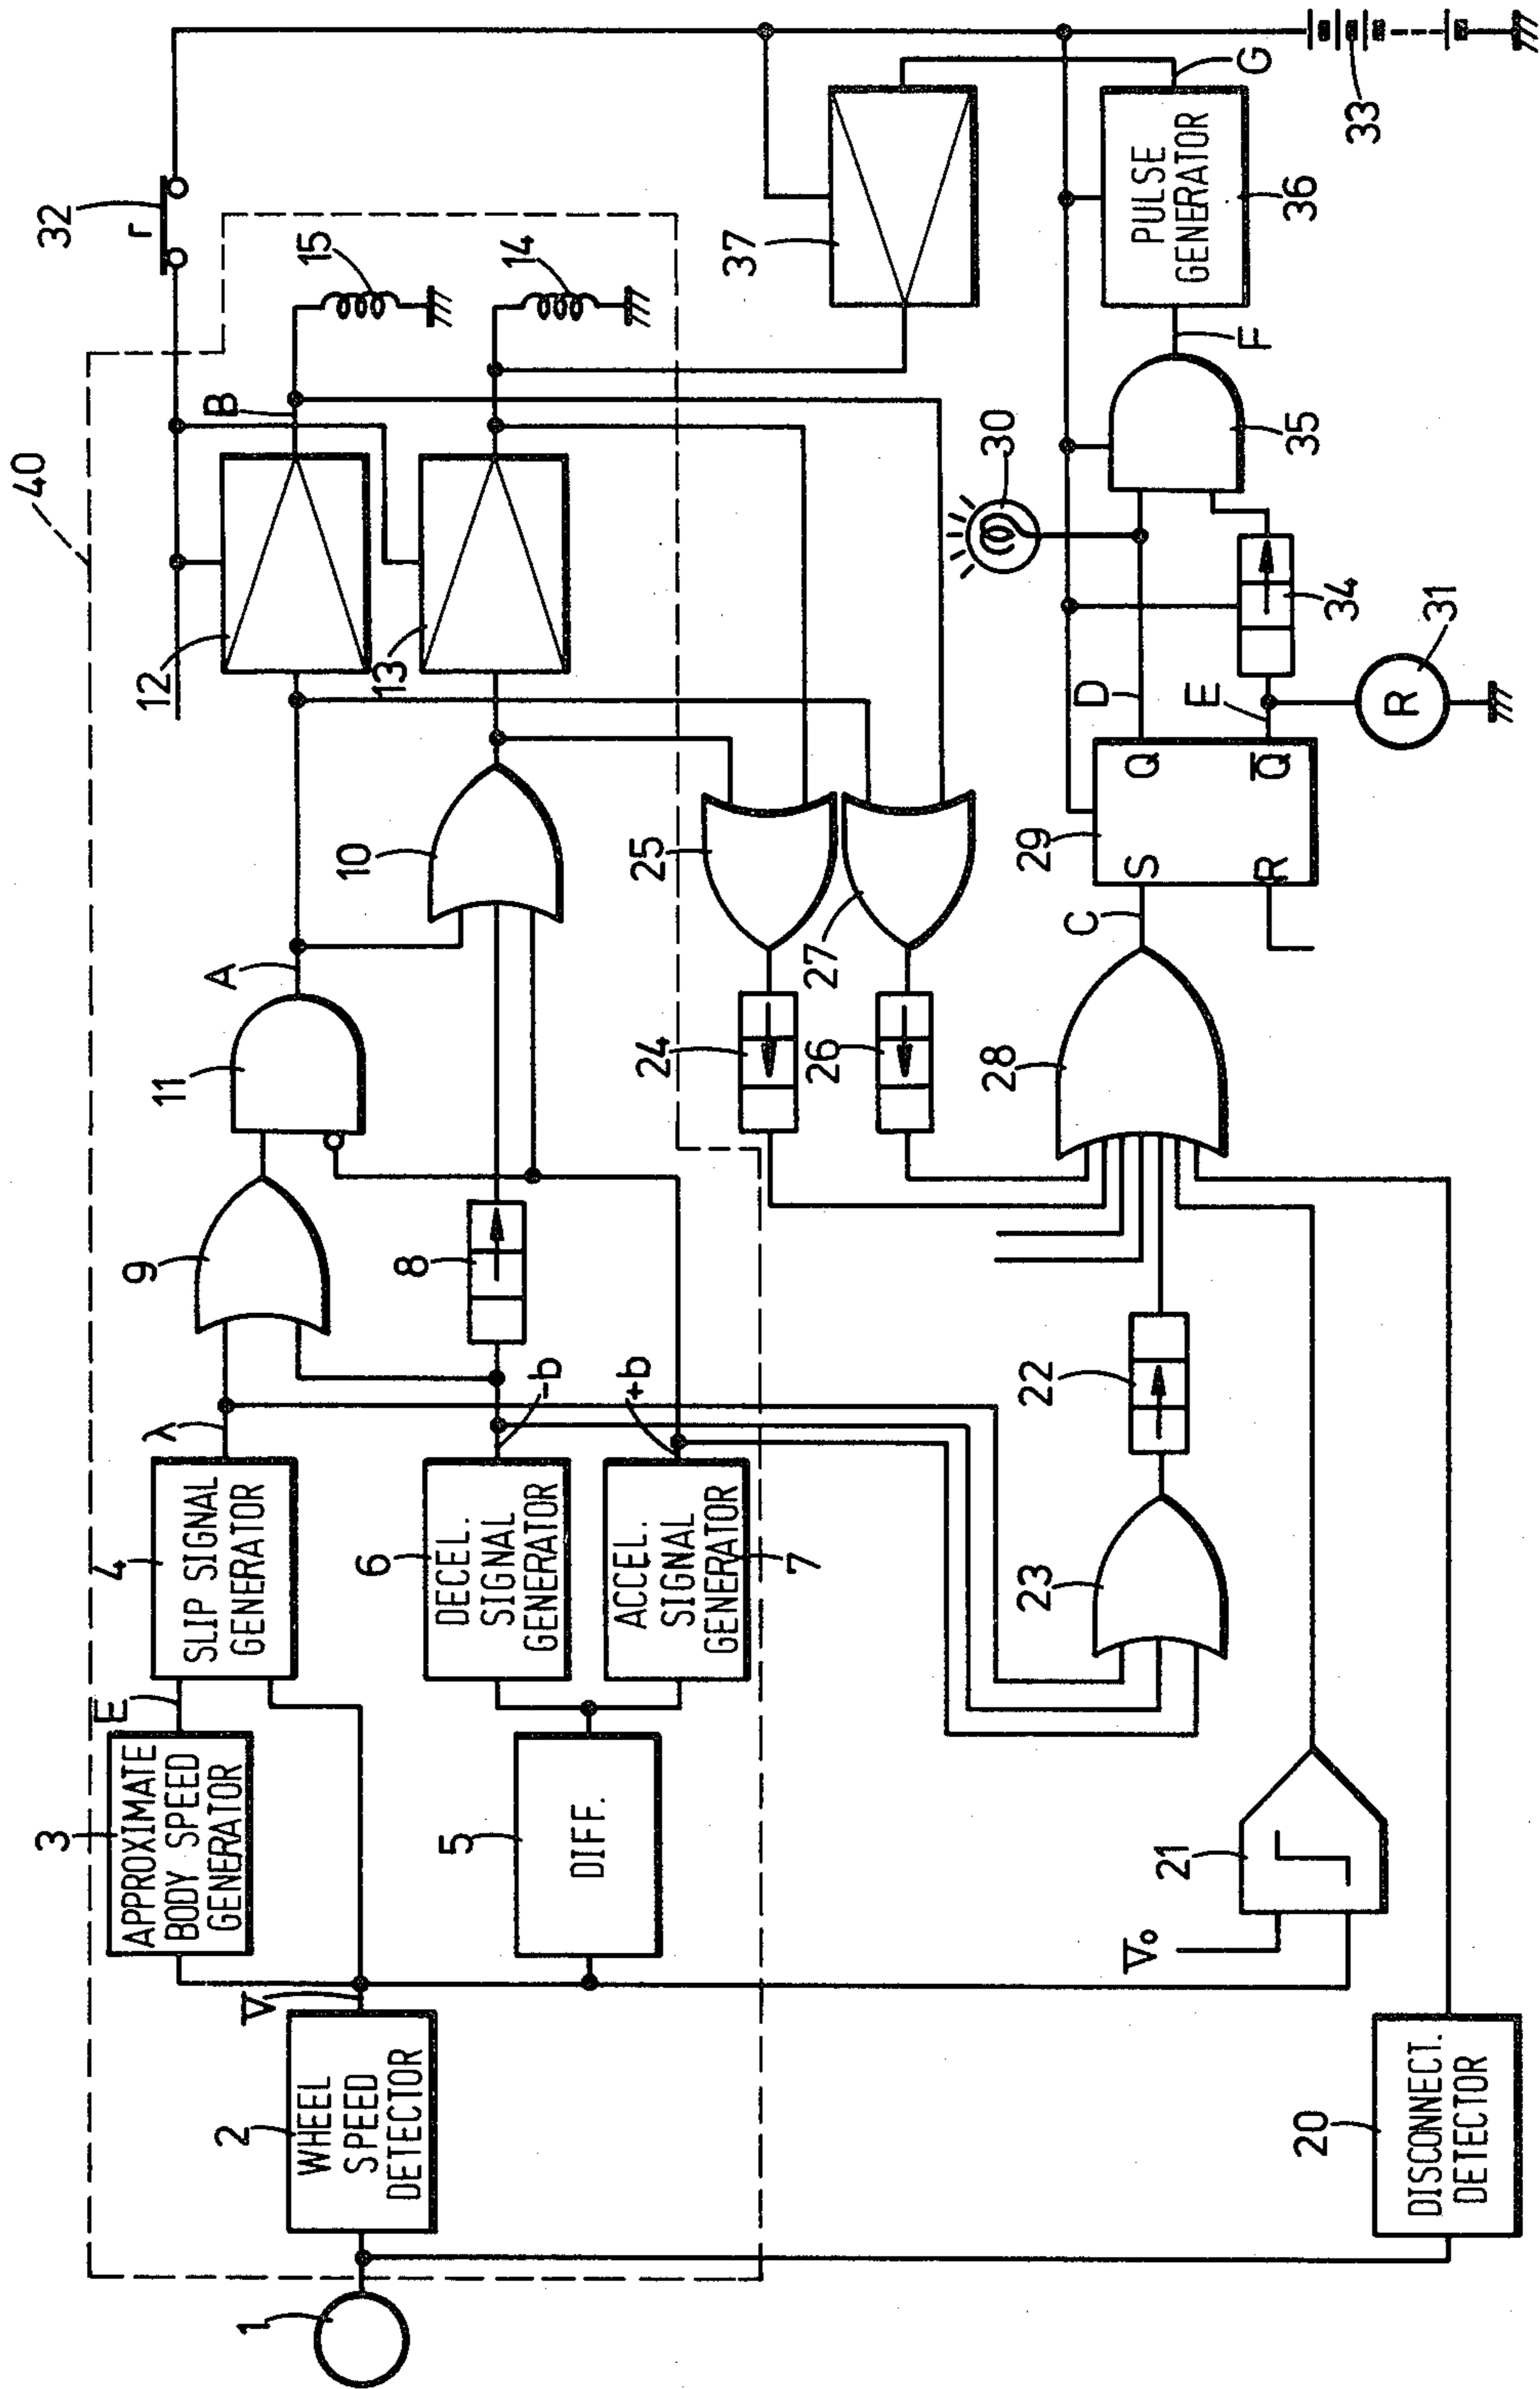 40
32
r
1
2
WHEEL
SPEED
DETECTOR
V
3
APPROXIMATE
BODY SPEED
GENERATOR
E
4
SLIP SIGNAL
GENERATOR
λ
5
DIFF.
6
DECEL.
SIGNAL
GENERATOR
-b
7
ACCEL.
SIGNAL
GENERATOR
+b
8
9
11
A
10
12
B
13
15
14
37
25
24
27
26
20
DISCONNECT.
DETECTOR
Vo
21
23
22
28
C
29
S
Q
R
Q̅
D
E
30
31
R
34
35
F
PULSE
GENERATOR
36
G
33